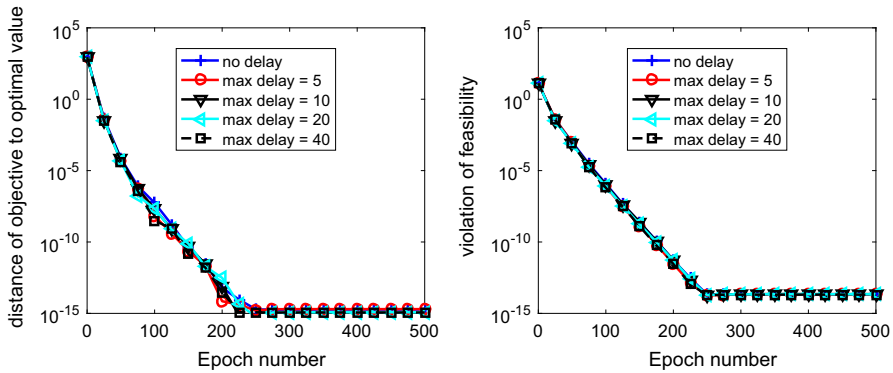 distance of objective to optimal value
10^5
10^0
10^-5
10^-10
10^-15
no delay
max delay = 5
max delay = 10
max delay = 20
max delay = 40
0 100 200 300 400 500
Epoch number
violation of feasibility
10^5
10^0
10^-5
10^-10
10^-15
no delay
max delay = 5
max delay = 10
max delay = 20
max delay = 40
0 100 200 300 400 500
Epoch number